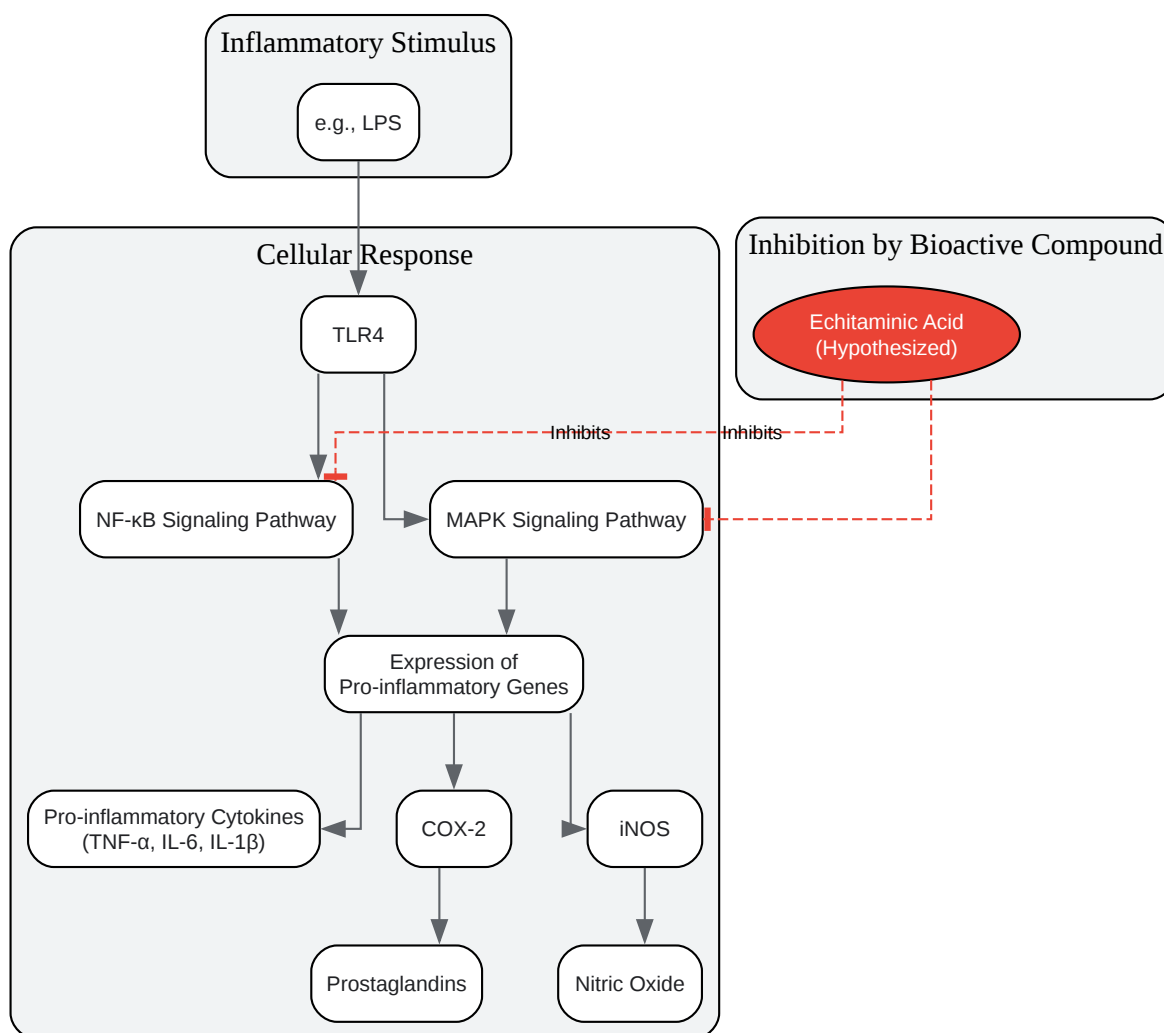 Inflammatory Stimulus
e.g., LPS
Cellular Response
Inhibition by Bioactive Compound
TLR4
Echitaminic Acid
(Hypothesized)
Inhibits
Inhibits
NF-κB Signaling Pathway
MAPK Signaling Pathway
Expression of
Pro-inflammatory Genes
Pro-inflammatory Cytokines
(TNF-α, IL-6, IL-1β)
COX-2
iNOS
Prostaglandins
Nitric Oxide